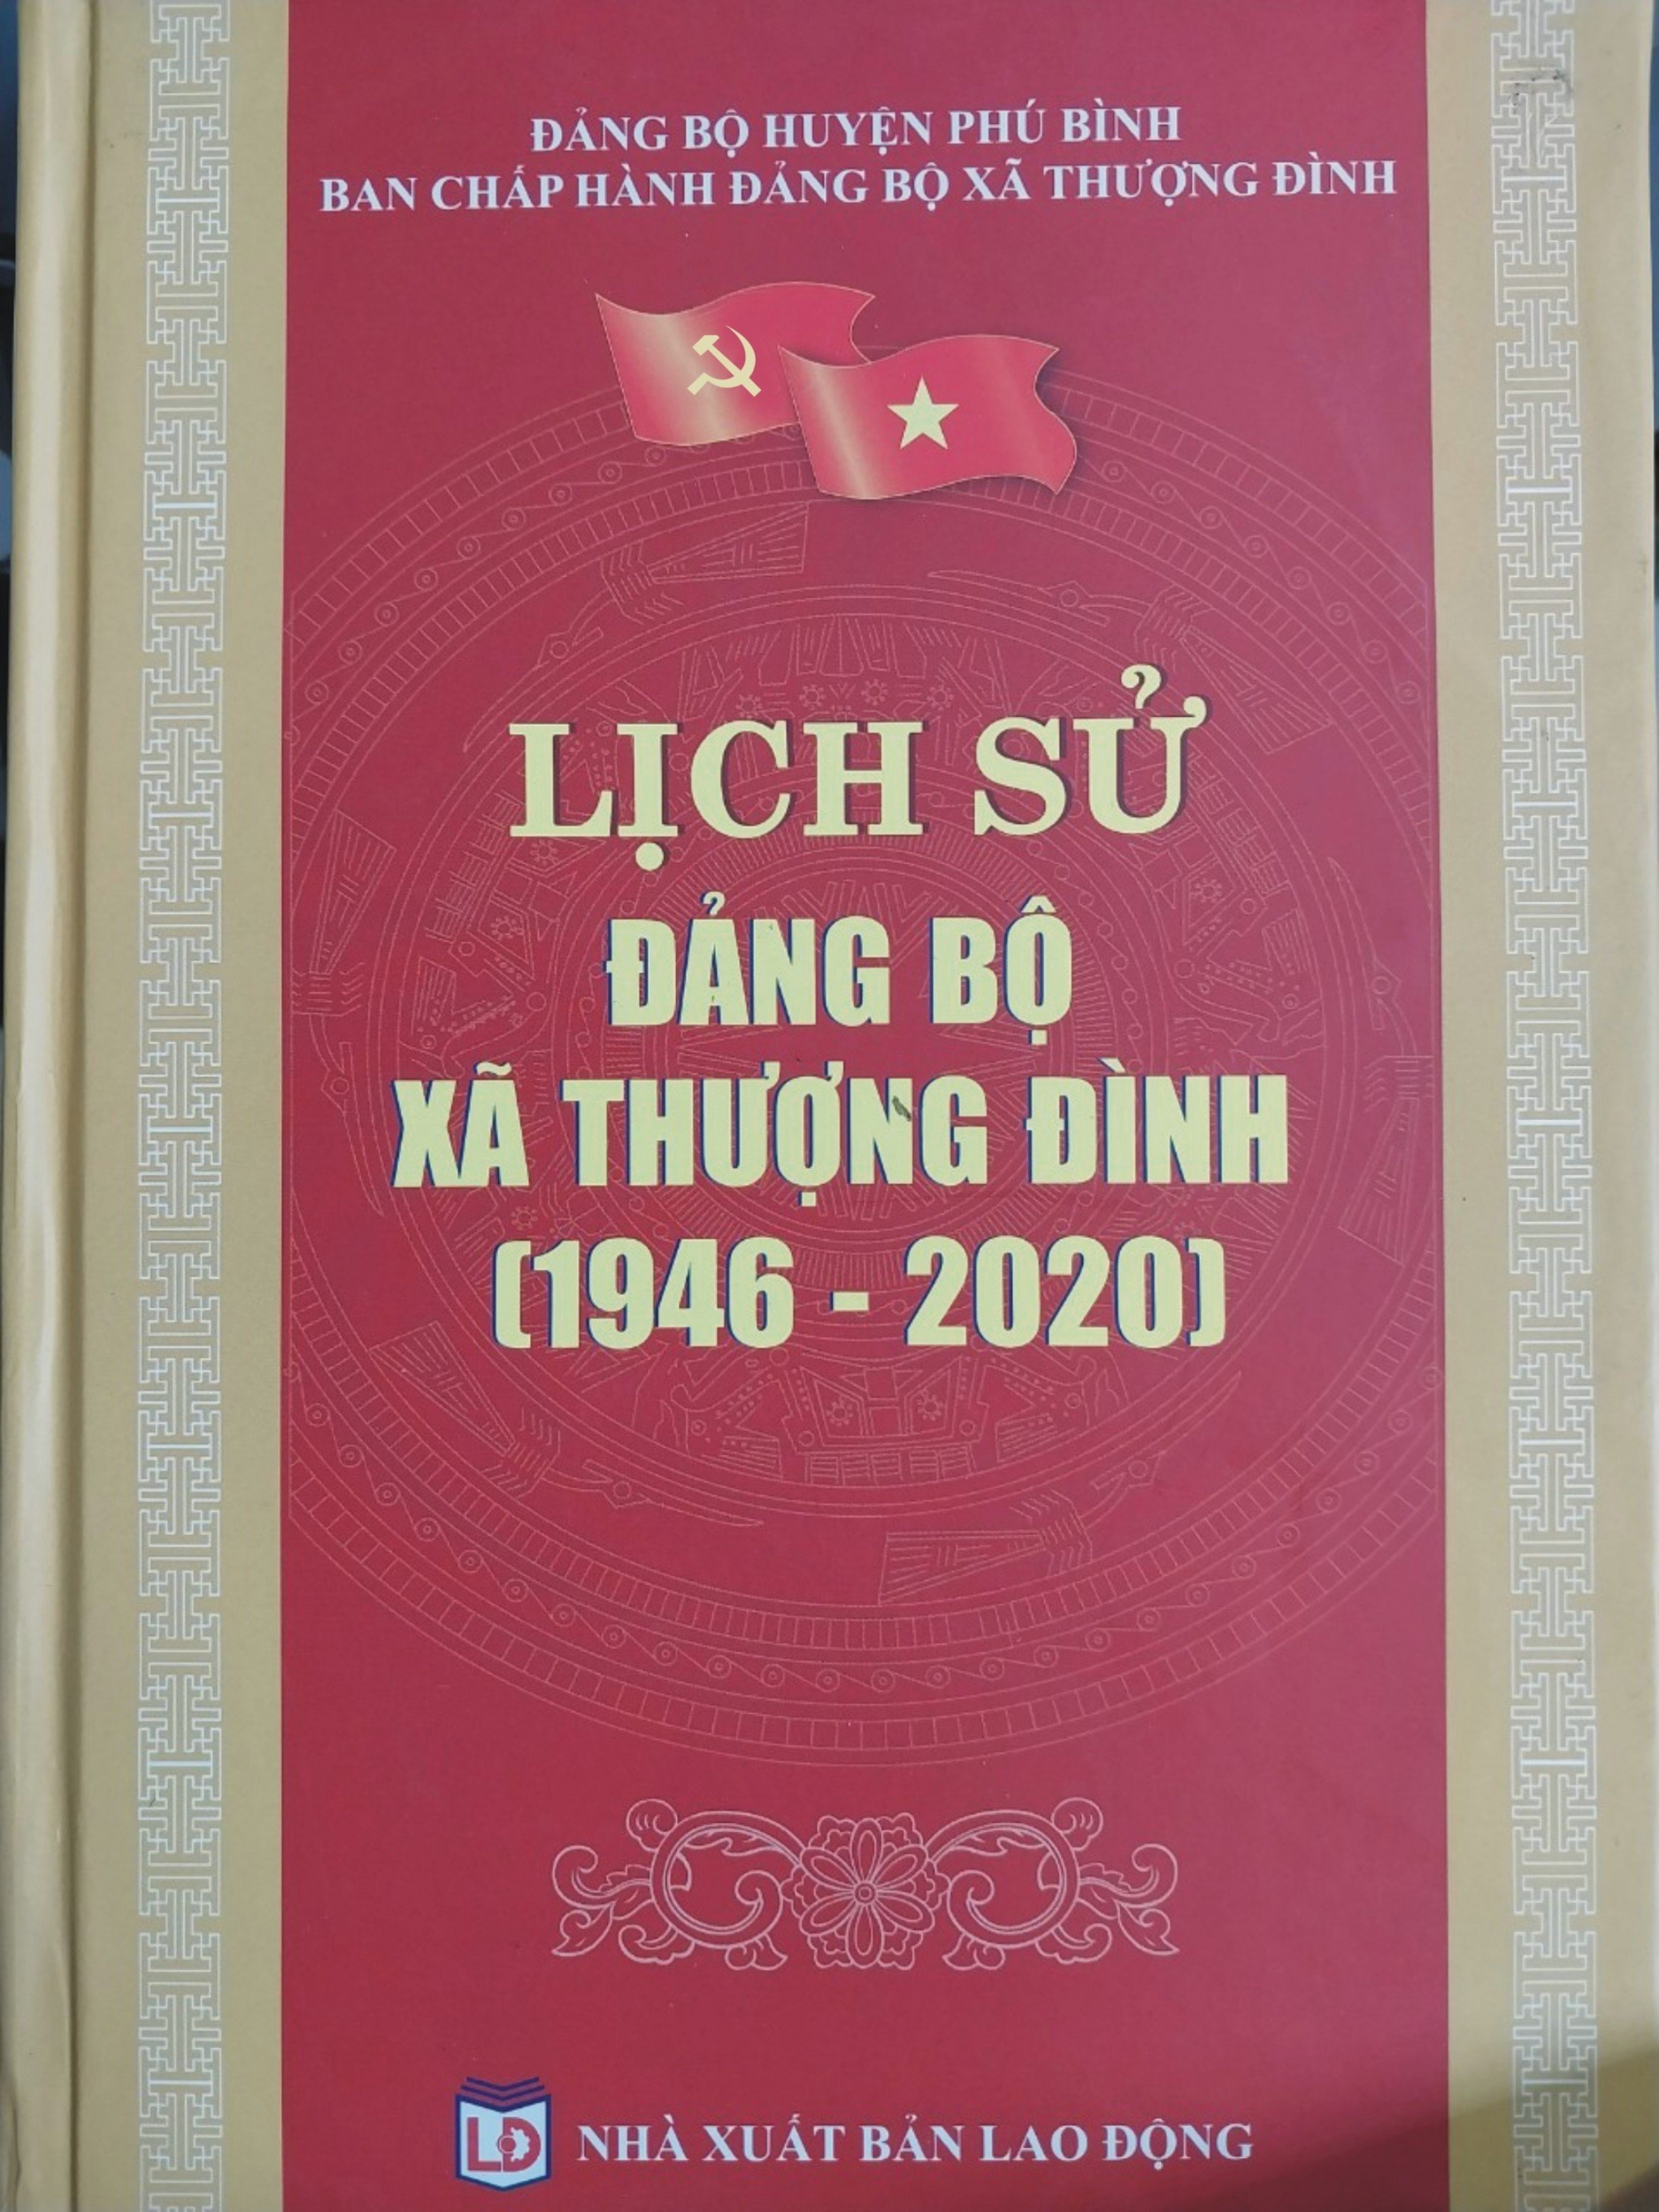 ĐẢNG BỘ HUYỆN PHÚ BÌNH
BAN CHẤP HÀNH ĐẢNG BỘ XÃ THƯỢNG ĐÌNH
LỊCH SỬ
ĐẢNG BỘ
XÃ THƯỢNG ĐÌNH
(1946 - 2020)
LĐ NHÀ XUẤT BẢN LAO ĐỘNG